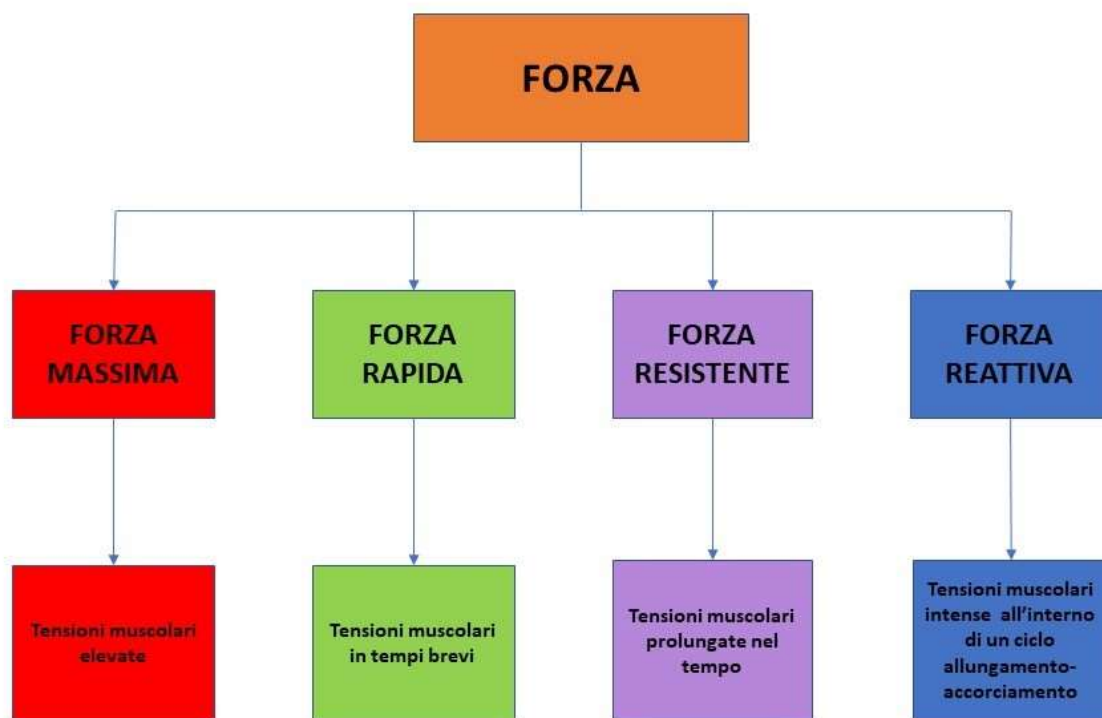 FORZA
FORZA
MASSIMA
FORZA
RAPIDA
FORZA
RESISTENTE
FORZA
REATTIVA
Tensioni muscolari
elevate
Tensioni muscolari
in tempi brevi
Tensioni muscolari
prolungate nel
tempo
Tensioni muscolari
intense all’interno
di un ciclo
allungamento-
accorciamento